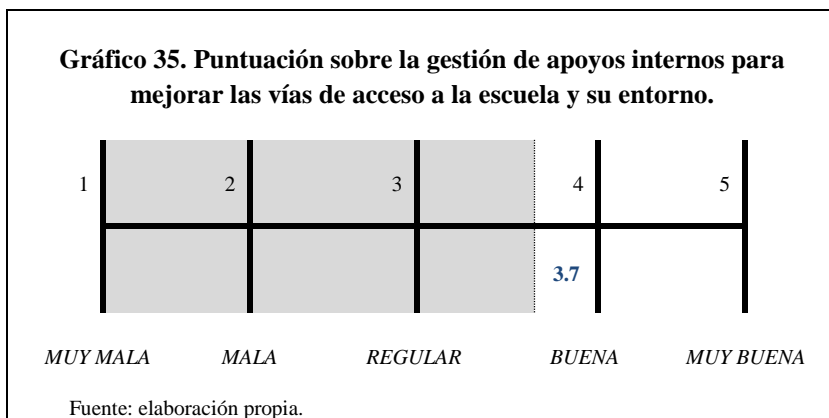 Gráfico 35. Puntuación sobre la gestión de apoyos internos para
mejorar las vías de acceso a la escuela y su entorno.
1 2 3 4 5
3.7
MUY MALA MALA REGULAR BUENA MUY BUENA
Fuente: elaboración propia.